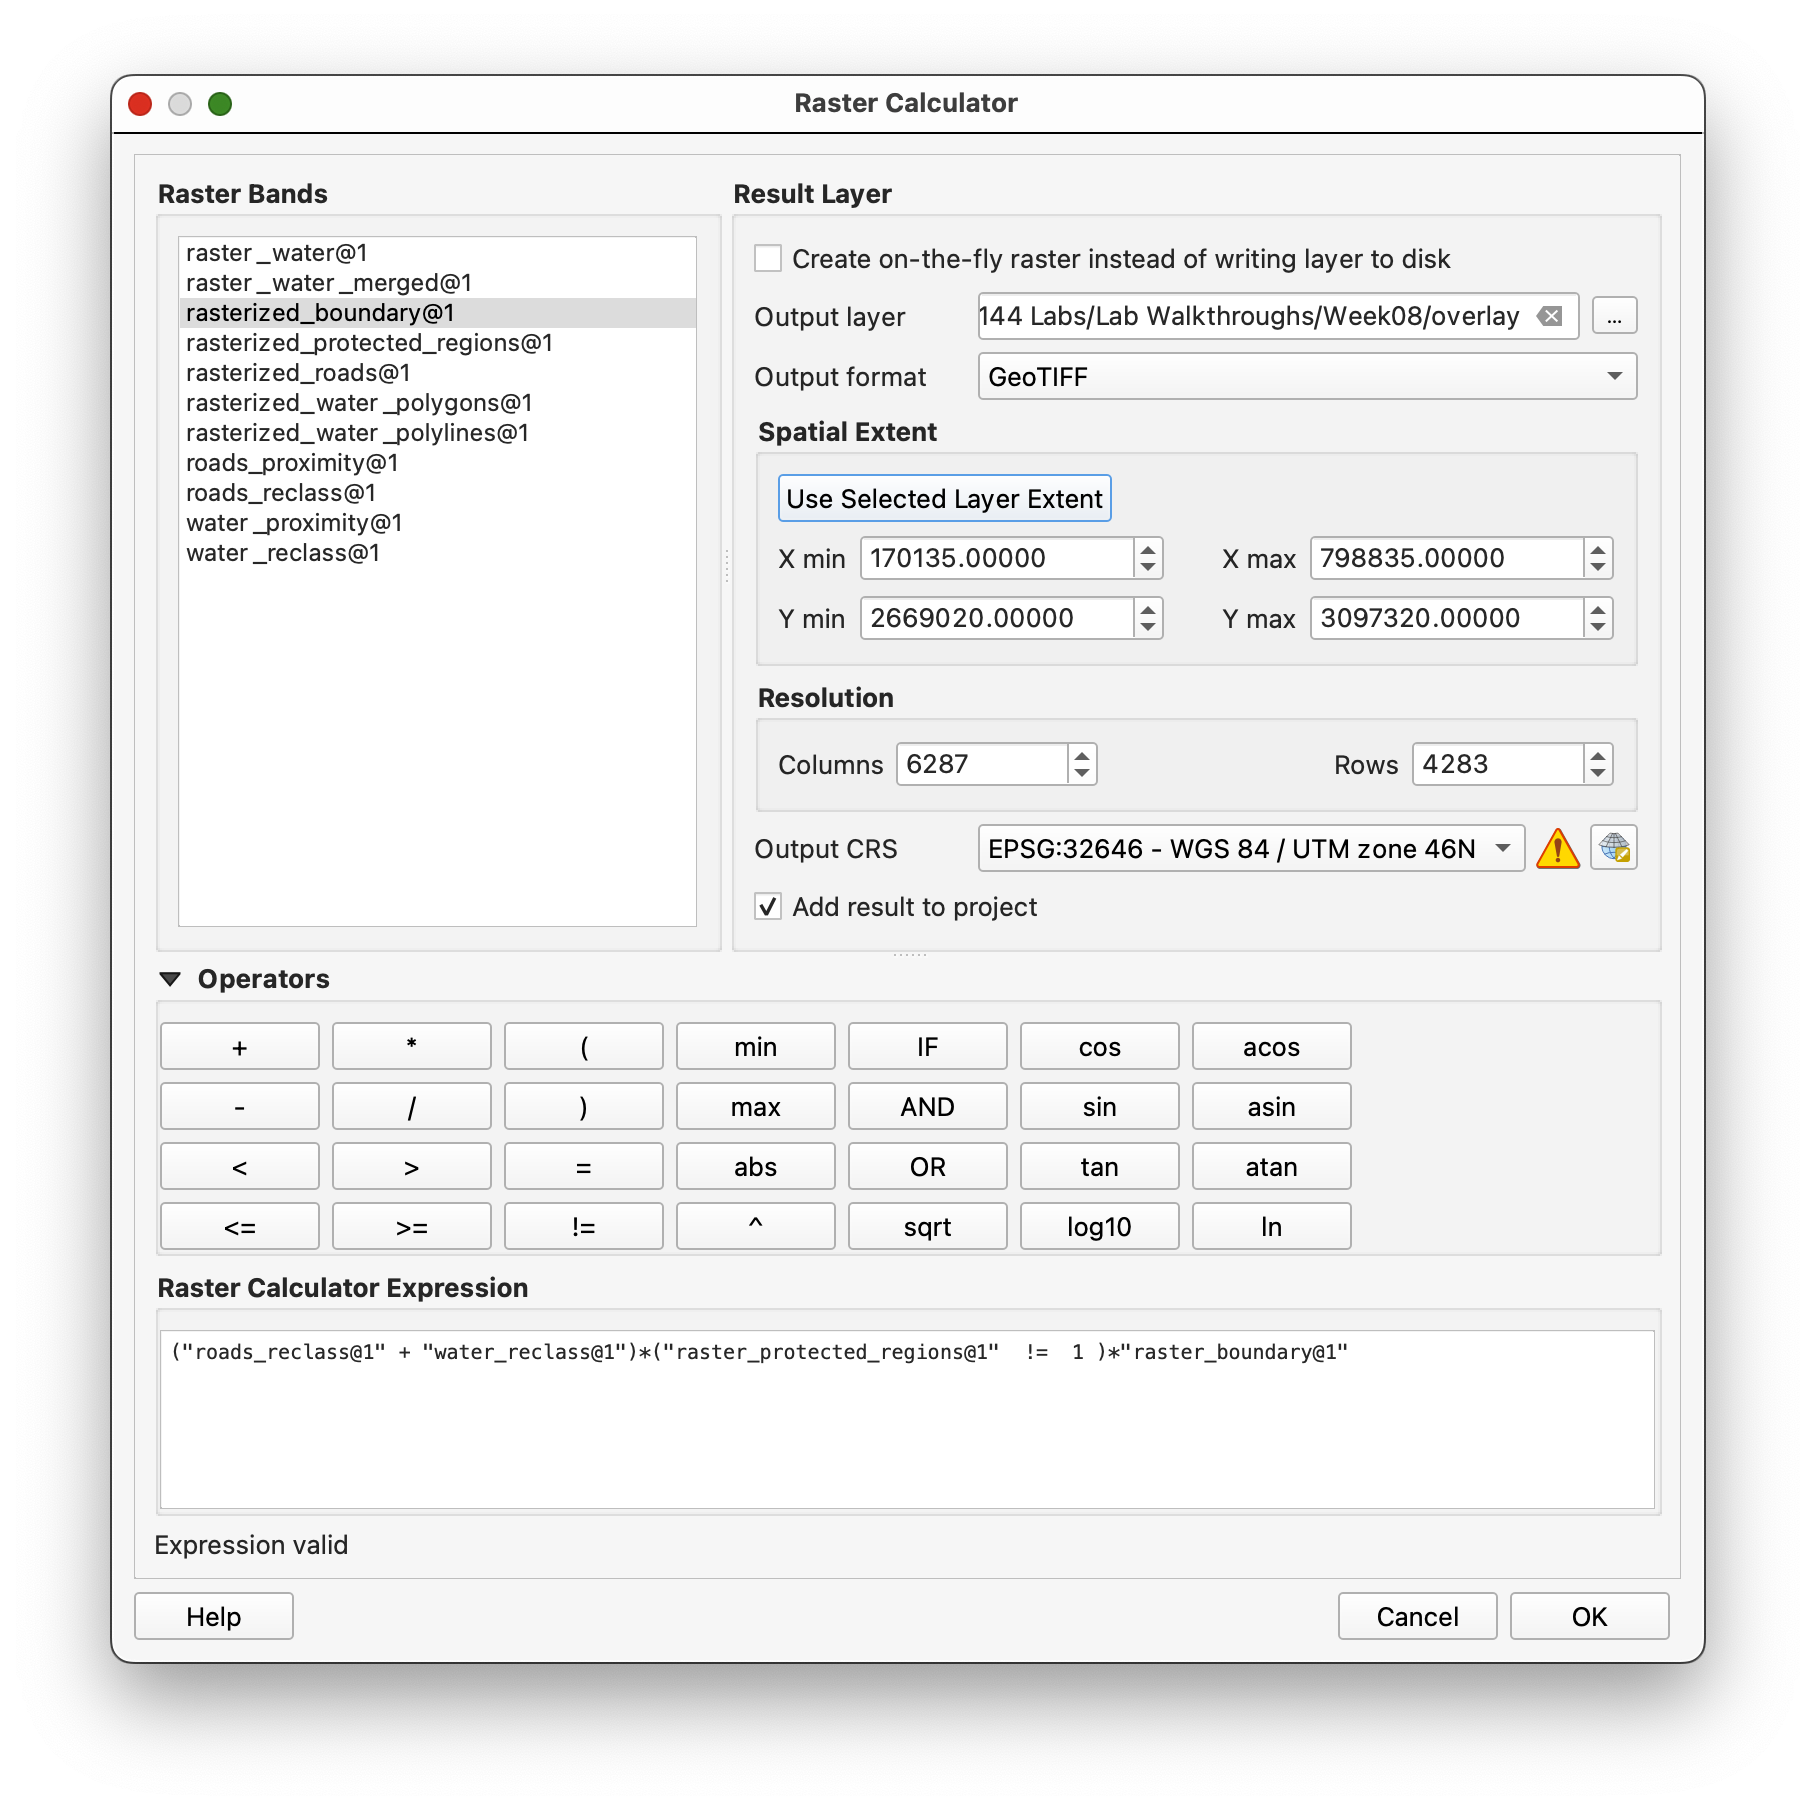 Raster Calculator
Raster Bands
raster_water@1
raster_water_merged@1
rasterized_boundary@1
rasterized_protected_regions@1
rasterized_roads@1
rasterized_water_polygons@1
rasterized_water_polylines@1
roads_proximity@1
roads_reclass@1
water_proximity@1
water_reclass@1
Result Layer
Create on-the-fly raster instead of writing layer to disk
Output layer 144 Labs/Lab Walkthroughs/Week08/overlay ...
Output format GeoTIFF
Spatial Extent
Use Selected Layer Extent
X min 170135.00000 X max 798835.00000
Y min 2669020.00000 Y max 3097320.00000
Resolution
Columns 6287 Rows 4283
Output CRS EPSG:32646 - WGS 84 / UTM zone 46N
Add result to project
Operators
+ * ( min IF cos acos
- / ) max AND sin asin
< > = abs OR tan atan
<= >= != ^ sqrt log10 ln
Raster Calculator Expression
("roads_reclass@1" + "water_reclass@1")*("raster_protected_regions@1"  !=  1 )*"raster_boundary@1"
Expression valid
Help Cancel OK